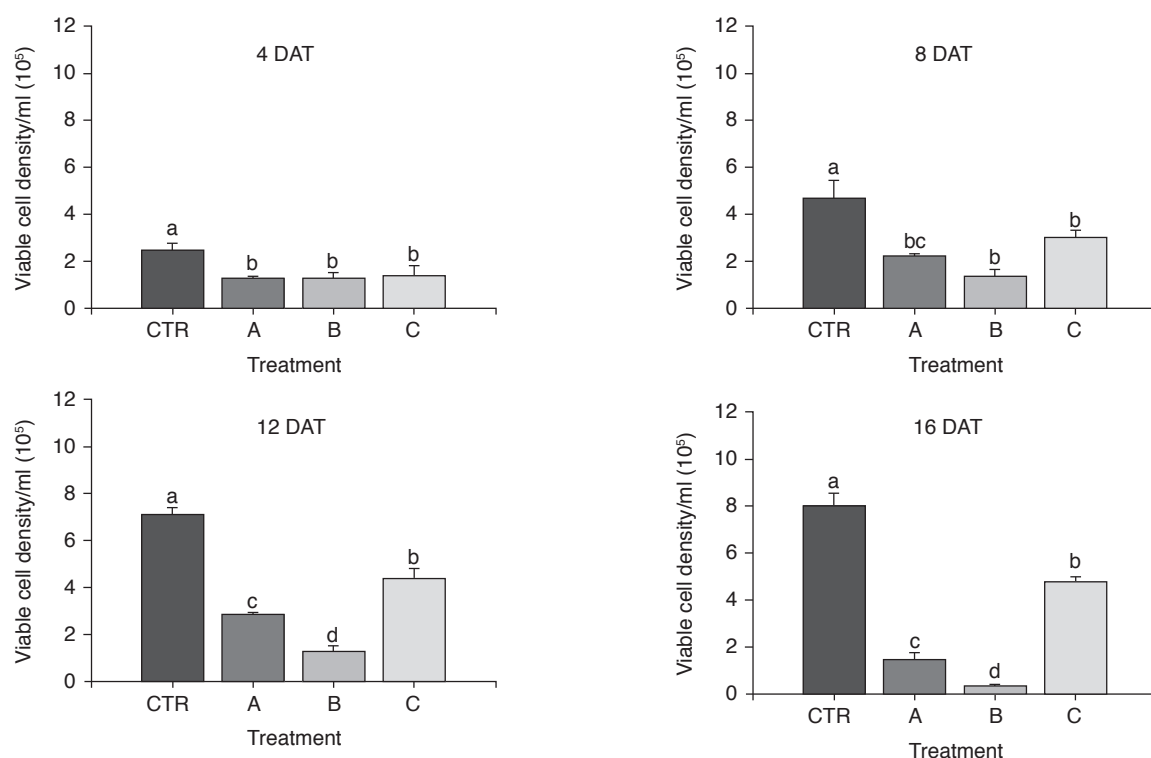 12
10
8
6
4
2
0
Viable cell density/ml (10⁵)
4 DAT
a
b
b
b
CTR A B C
Treatment
12
10
8
6
4
2
0
Viable cell density/ml (10⁵)
8 DAT
a
bc
b
b
CTR A B C
Treatment
12
10
8
6
4
2
0
Viable cell density/ml (10⁵)
12 DAT
a
c
d
b
CTR A B C
Treatment
12
10
8
6
4
2
0
Viable cell density/ml (10⁵)
16 DAT
a
c
d
b
CTR A B C
Treatment